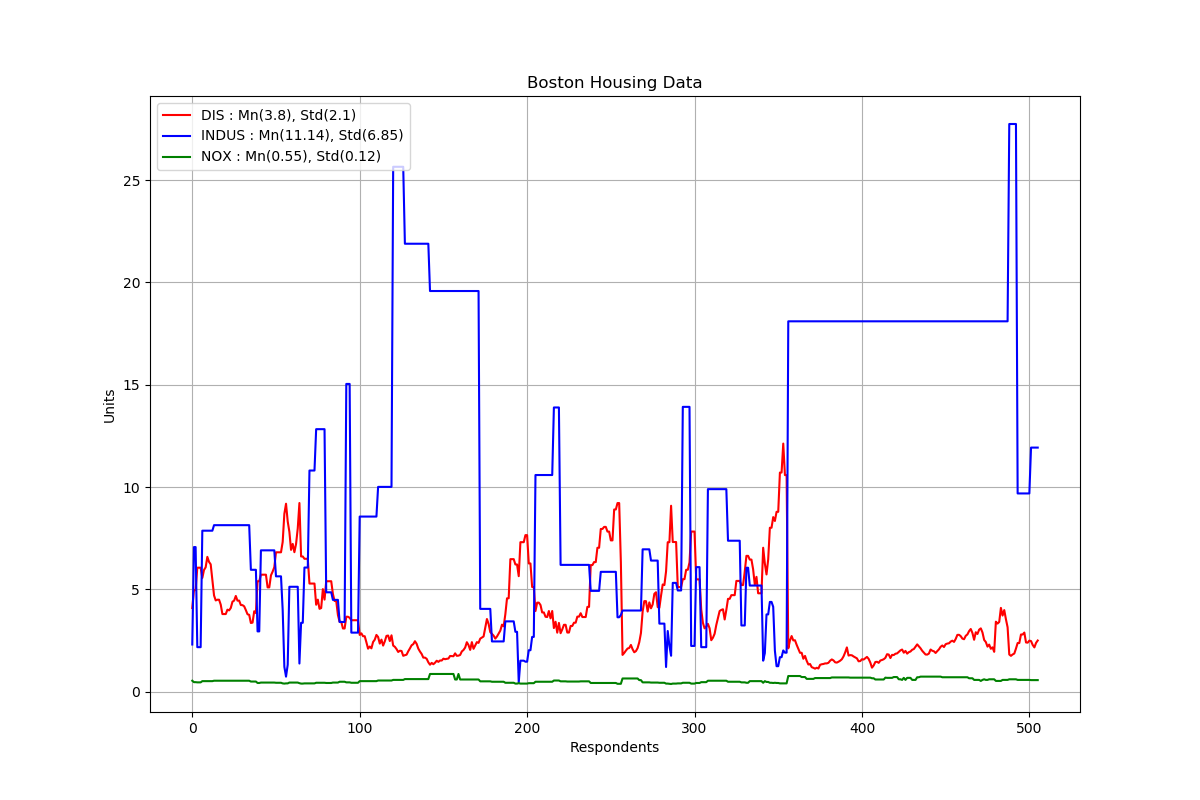 Boston Housing Data
DIS : Mn(3.8), Std(2.1)
INDUS : Mn(11.14), Std(6.85)
NOX : Mn(0.55), Std(0.12)
25
20
15
10
5
0
Units
0 100 200 300 400 500
Respondents